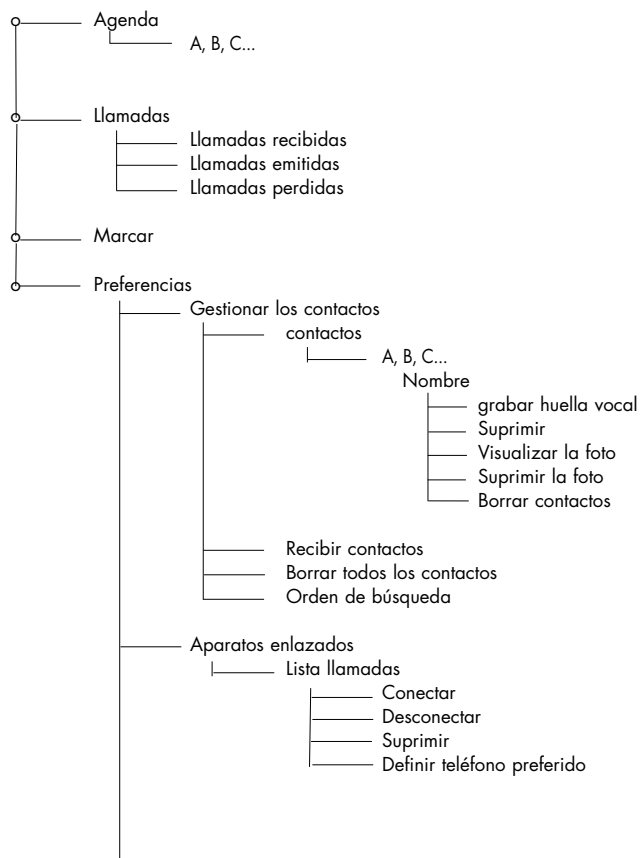 Agenda
A, B, C...
Llamadas
Llamadas recibidas
Llamadas emitidas
Llamadas perdidas
Marcar
Preferencias
Gestionar los contactos
contactos
A, B, C...
Nombre
grabar huella vocal
Suprimir
Visualizar la foto
Suprimir la foto
Borrar contactos
Recibir contactos
Borrar todos los contactos
Orden de búsqueda
Aparatos enlazados
Lista llamadas
Conectar
Desconectar
Suprimir
Definir teléfono preferido